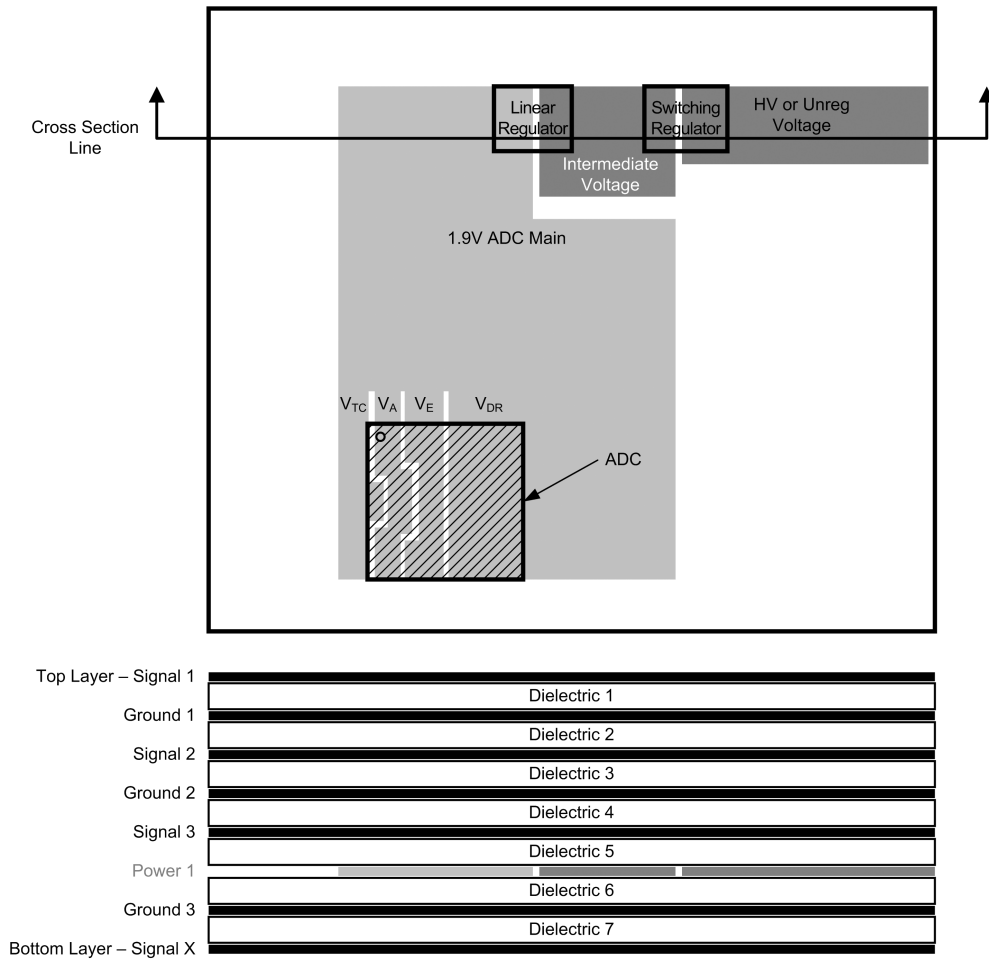 Cross Section
Line
Linear
Regulator
Switching
Regulator
HV or Unreg
Voltage
Intermediate
Voltage
1.9V ADC Main
VTC VA VE VDR
ADC
Top Layer – Signal 1
Dielectric 1
Ground 1
Dielectric 2
Signal 2
Dielectric 3
Ground 2
Dielectric 4
Signal 3
Dielectric 5
Power 1
Dielectric 6
Ground 3
Dielectric 7
Bottom Layer – Signal X